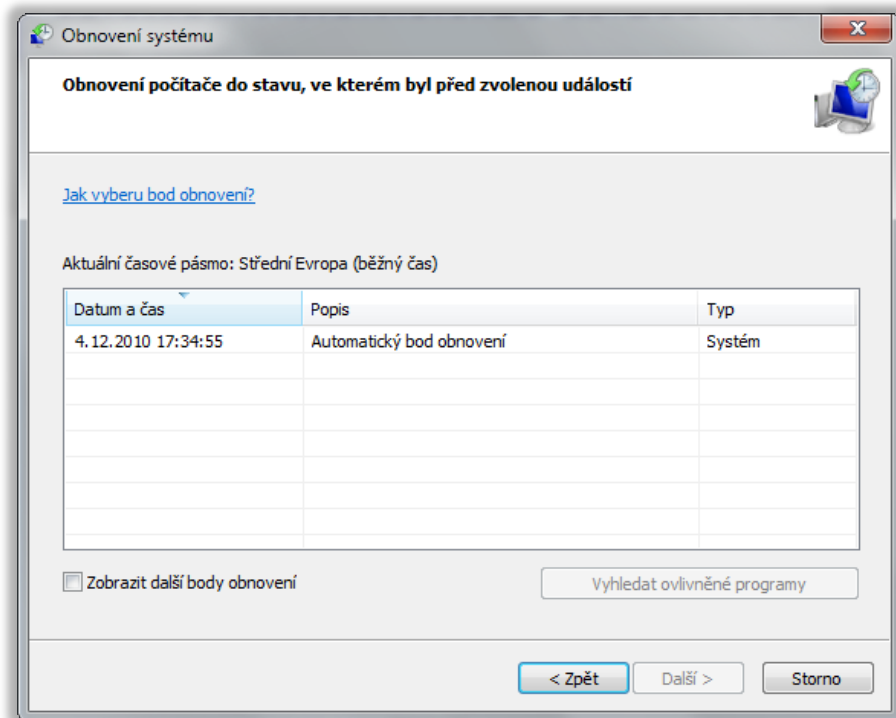 Obnovení systému
Obnovení počítače do stavu, ve kterém byl před zvolenou událostí
Jak vyberu bod obnovení?
Aktuální časové pásmo: Střední Evropa (běžný čas)
Datum a čas Popis Typ
4.12.2010 17:34:55 Automatický bod obnovení Systém
Zobrazit další body obnovení Vyhledat ovlivněné programy
< Zpět Další > Storno